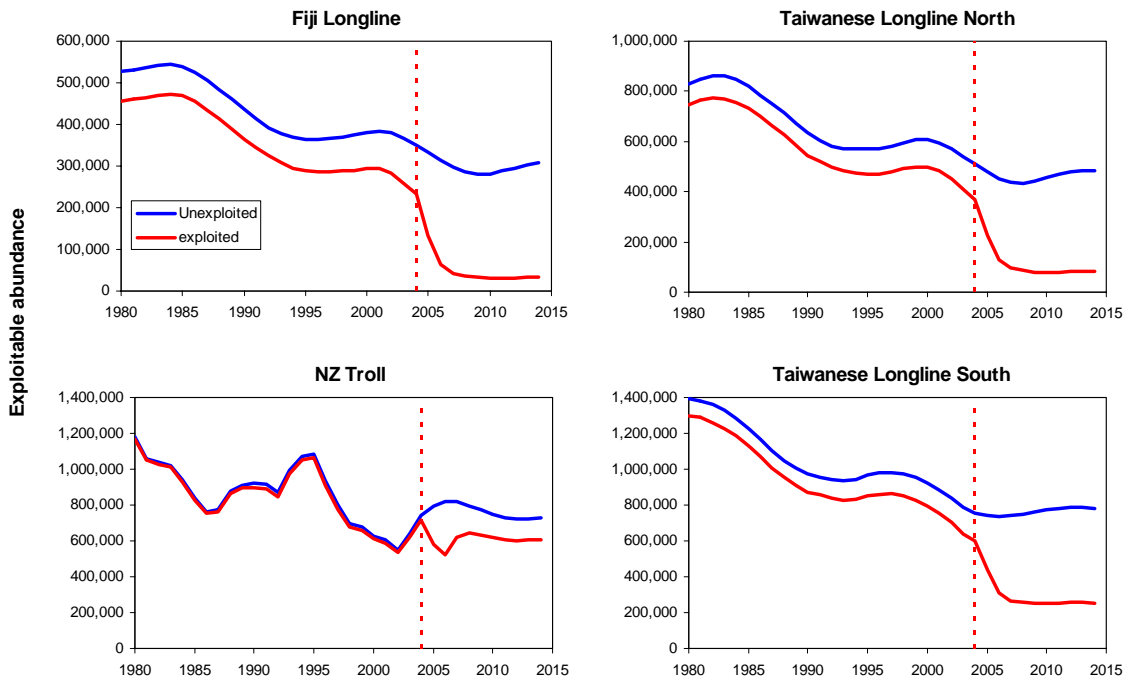 Fiji Longline
600,000
500,000
400,000
300,000
200,000
100,000
0
1980 1985 1990 1995 2000 2005 2010 2015
Unexploited
exploited
Taiwanese Longline North
1,000,000
800,000
600,000
400,000
200,000
0
1980 1985 1990 1995 2000 2005 2010 2015
Exploitable abundance
NZ Troll
1,400,000
1,200,000
1,000,000
800,000
600,000
400,000
200,000
0
1980 1985 1990 1995 2000 2005 2010 2015
Taiwanese Longline South
1,400,000
1,200,000
1,000,000
800,000
600,000
400,000
200,000
0
1980 1985 1990 1995 2000 2005 2010 2015